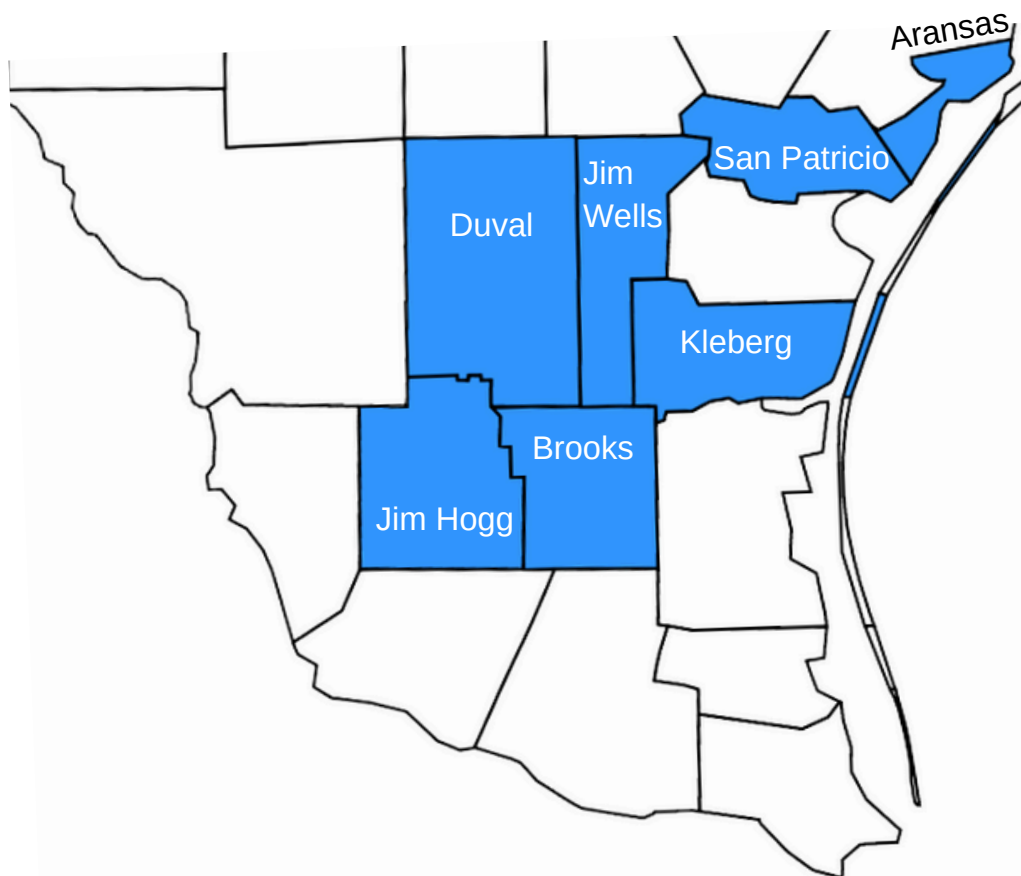 Aransas
San Patricio
Jim
Wells
Duval
Kleberg
Brooks
Jim Hogg